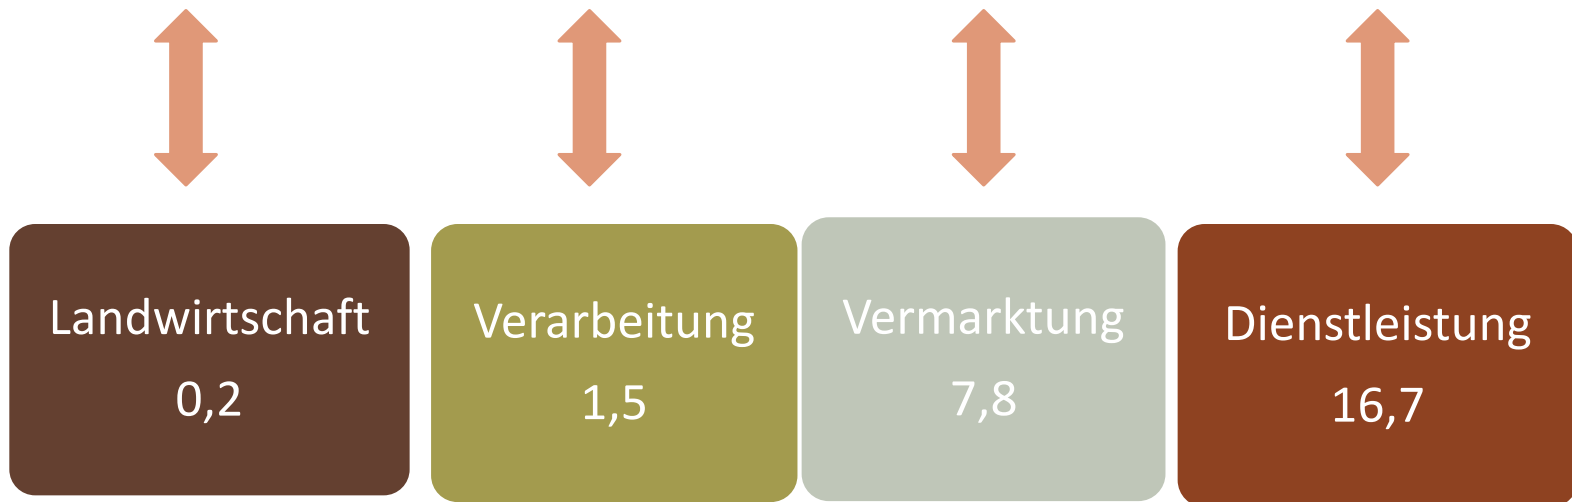 Landwirtschaft
0,2
Verarbeitung
1,5
Vermarktung
7,8
Dienstleistung
16,7